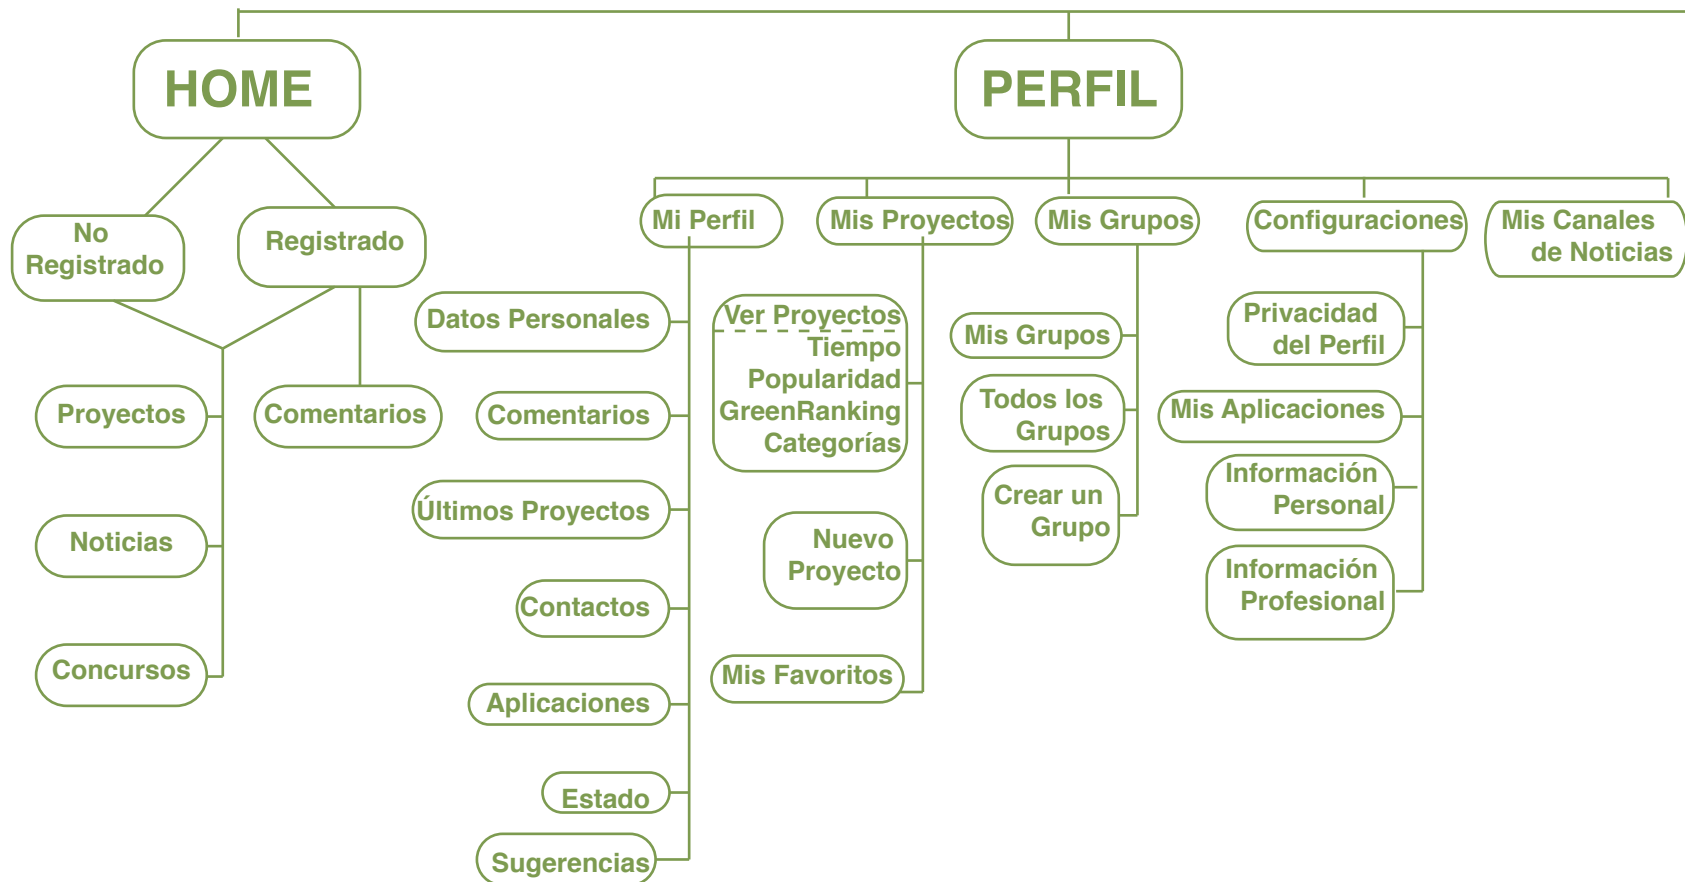 HOME
No
Registrado
Registrado
Proyectos
Comentarios
Noticias
Concursos
PERFIL
Mi Perfil
Datos Personales
Comentarios
Últimos Proyectos
Contactos
Aplicaciones
Estado
Sugerencias
Mis Proyectos
Ver Proyectos
Tiempo
Popularidad
GreenRanking
Categorías
Nuevo
Proyecto
Mis Favoritos
Mis Grupos
Mis Grupos
Todos los
Grupos
Crear un
Grupo
Configuraciones
Privacidad
del Perfil
Mis Aplicaciones
Información
Personal
Información
Profesional
Mis Canales
de Noticias